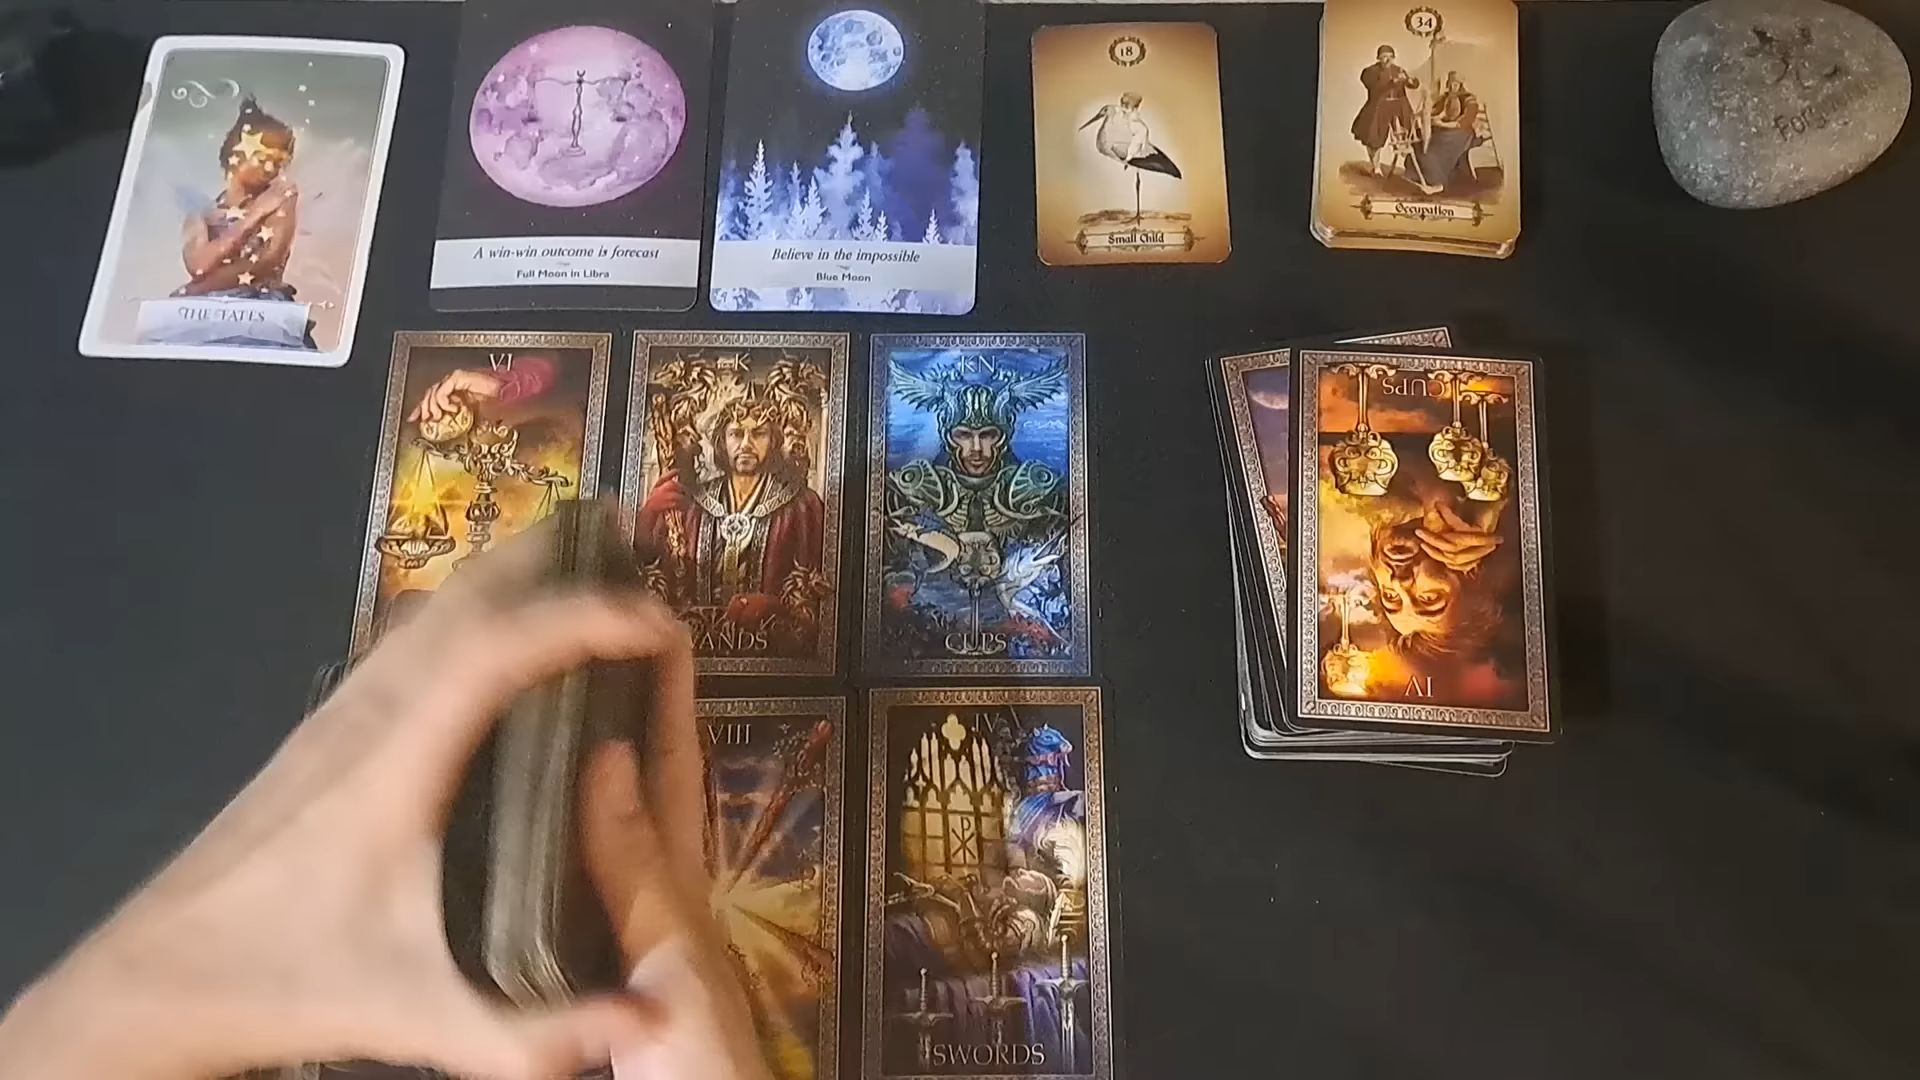 THE FATES
A win-win outcome is forecast
Full Moon in Libra
Believe in the impossible
Blue Moon
18
Small Child
34
Occupation
VI
K
WANDS
KN
CUPS
CUPS
IV
VIII
IV
SWORDS